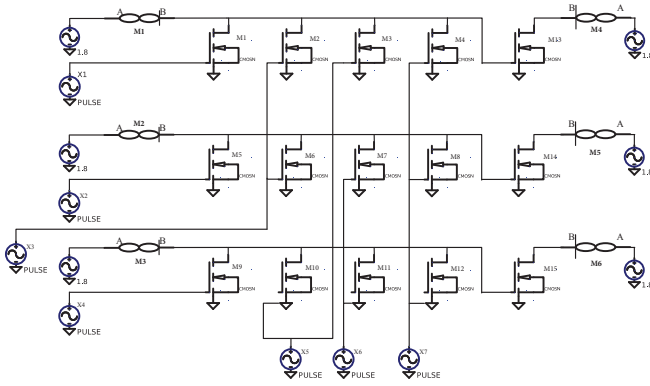 A B
M1
B A
M4
1.8
M1 CMOSN
M2 CMOSN
M3 CMOSN
M4 CMOSN
M13 CMOSN
1.8
X1
PULSE
A B
M2
B A
M5
1.8
M5 CMOSN
M6 CMOSN
M7 CMOSN
M8 CMOSN
M14 CMOSN
1.8
X2
PULSE
X3
PULSE
A B
M3
B A
M6
1.8
M9 CMOSN
M10 CMOSN
M11 CMOSN
M12 CMOSN
M15 CMOSN
1.8
X4
PULSE
X5
PULSE
X6
PULSE
X7
PULSE